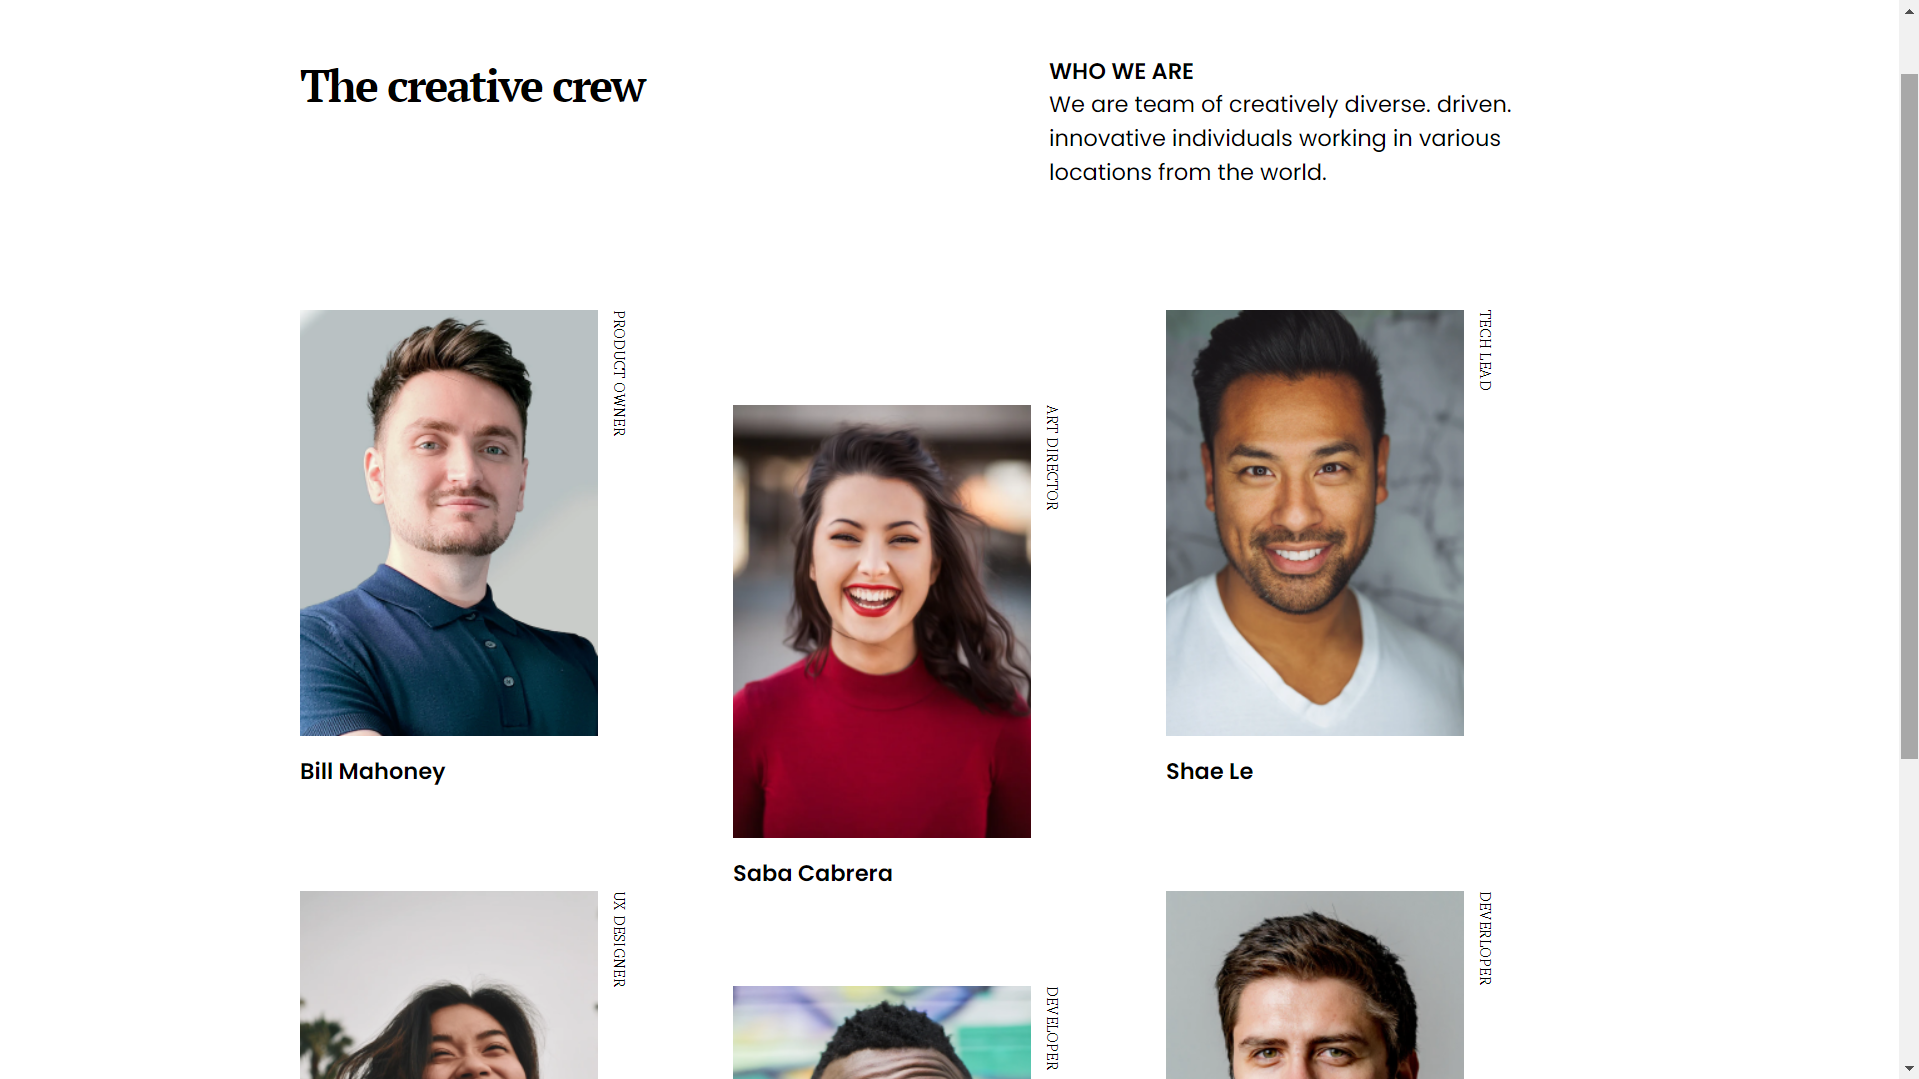 The creative crew
WHO WE ARE
We are team of creatively diverse. driven.
innovative individuals working in various
locations from the world.
PRODUCT OWNER
Bill Mahoney
ART DIRECTOR
Saba Cabrera
TECH LEAD
Shae Le
UX DESIGNER
DEVELOPER
DEVERLOPER